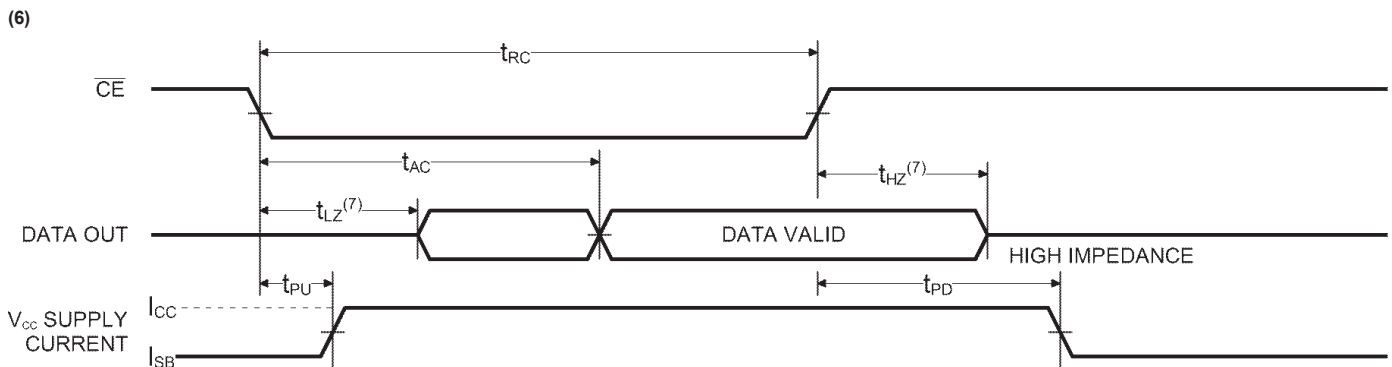 (6)
tRC
CE
tAC
tHZ(7)
tLZ(7)
DATA OUT
DATA VALID
HIGH IMPEDANCE
tPU
tPD
ICC
VCC SUPPLY
CURRENT
ISB